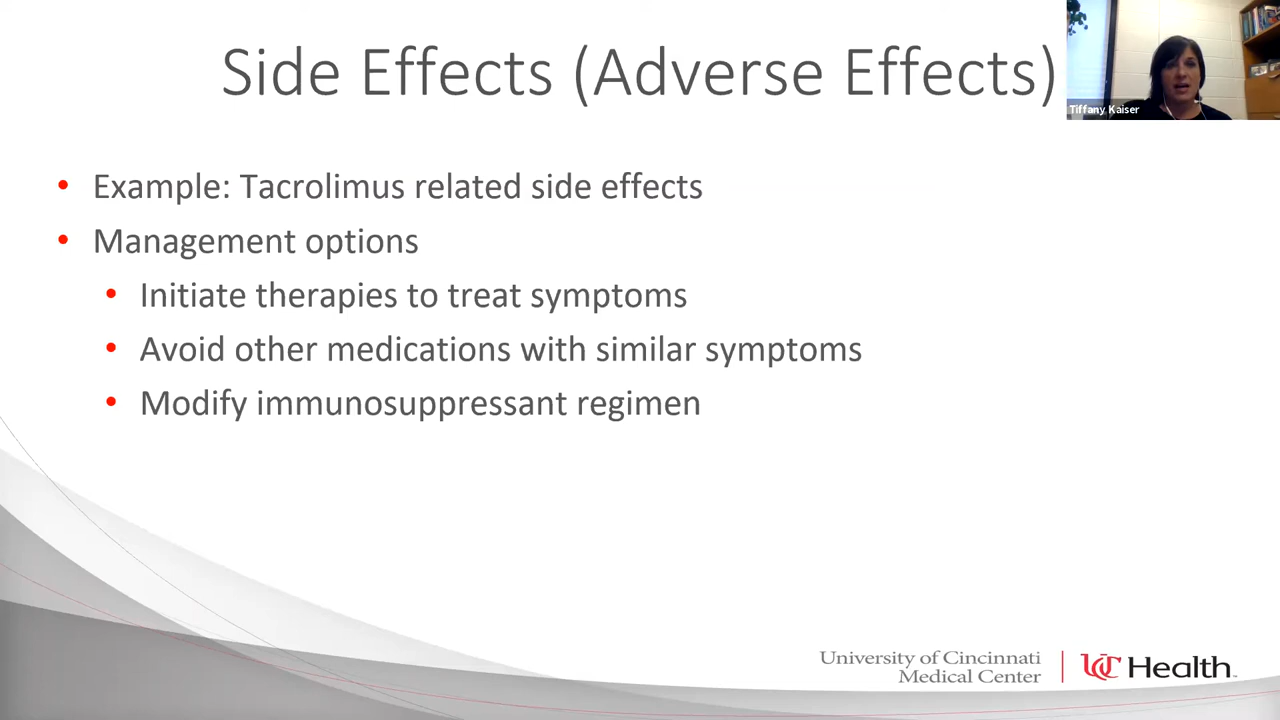 Side Effects (Adverse Effects)
Tiffany Kaiser
• Example: Tacrolimus related side effects
• Management options
• Initiate therapies to treat symptoms
• Avoid other medications with similar symptoms
• Modify immunosuppressant regimen
University of Cincinnati
Medical Center
UC Health™